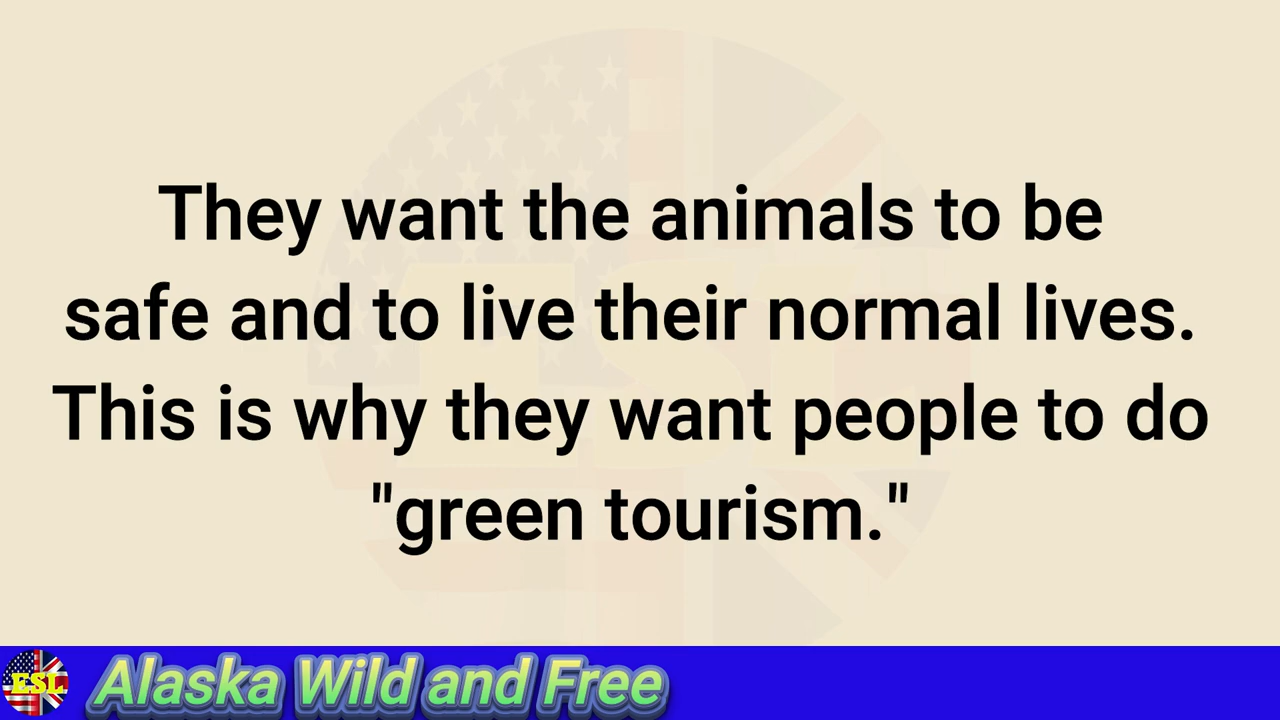 They want the animals to be
safe and to live their normal lives.
This is why they want people to do
"green tourism."
ESL
Alaska Wild and Free